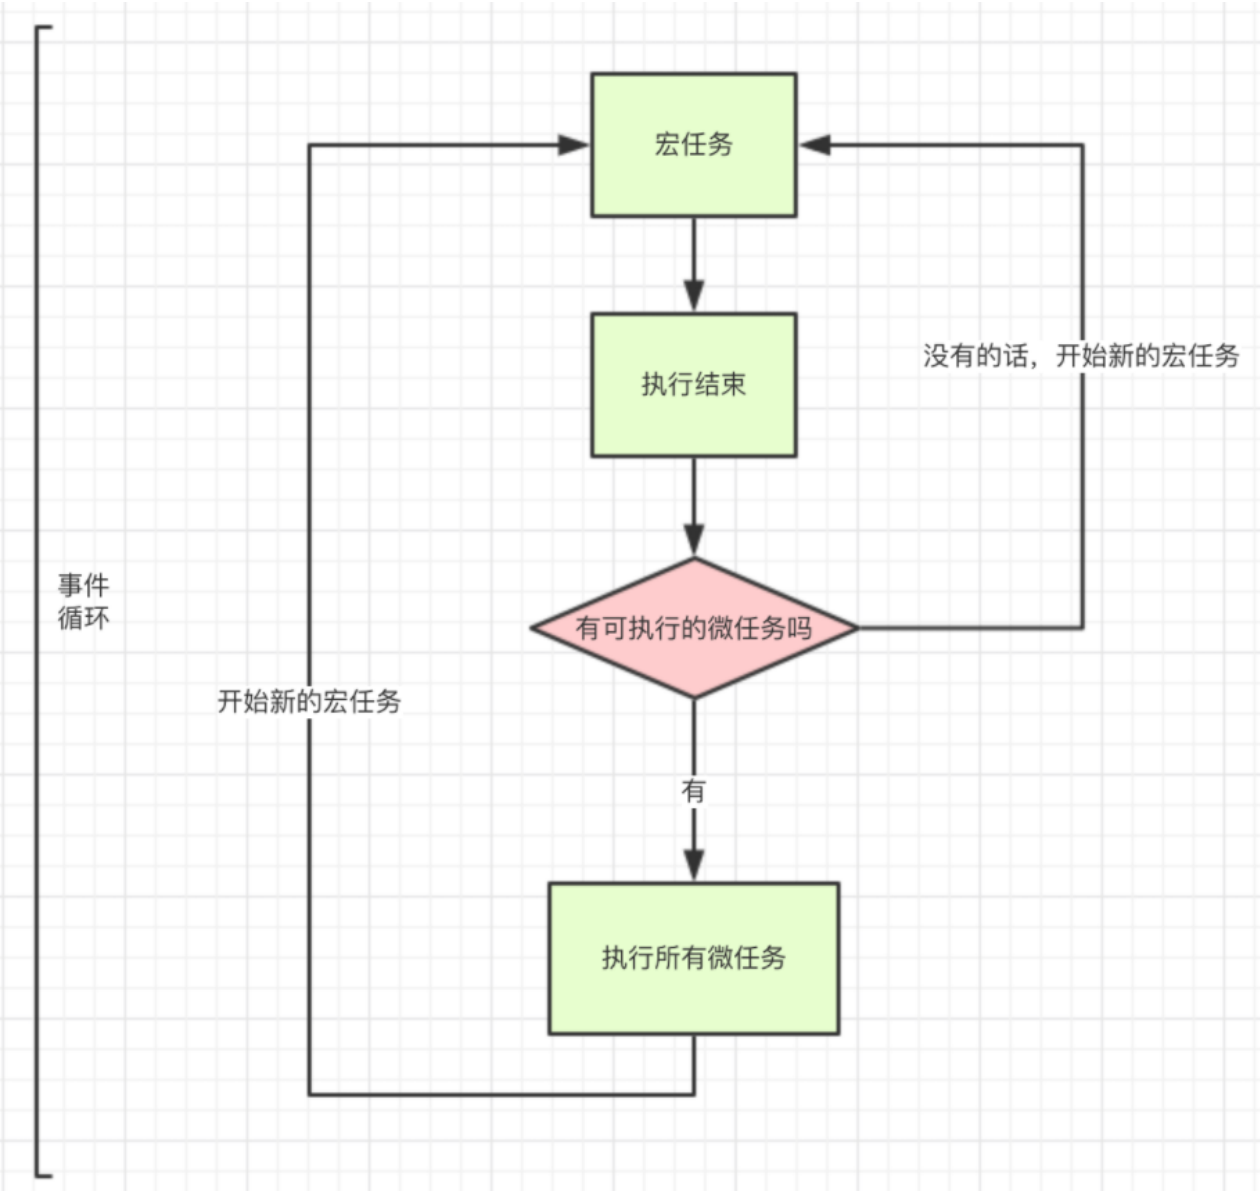 宏任务
执行结束
没有的话，开始新的宏任务
事件
循环
有可执行的微任务吗
开始新的宏任务
有
执行所有微任务